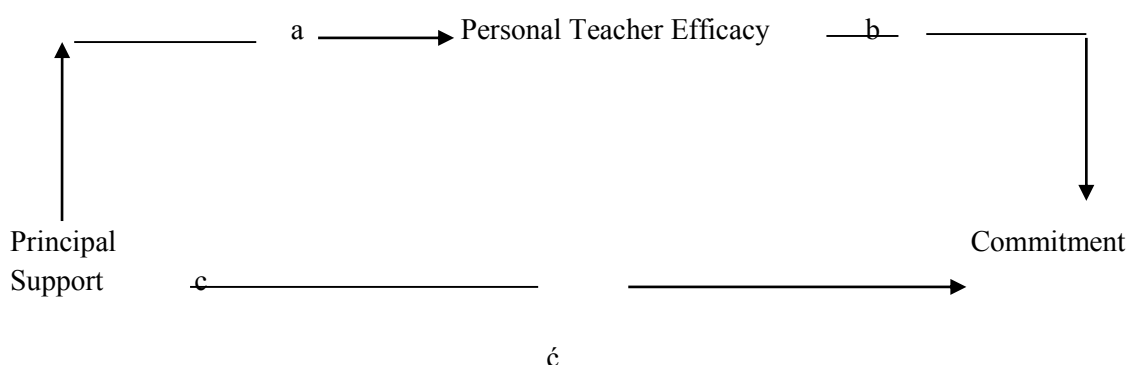 a Personal Teacher Efficacy b
Principal Commitment
Support c
ć